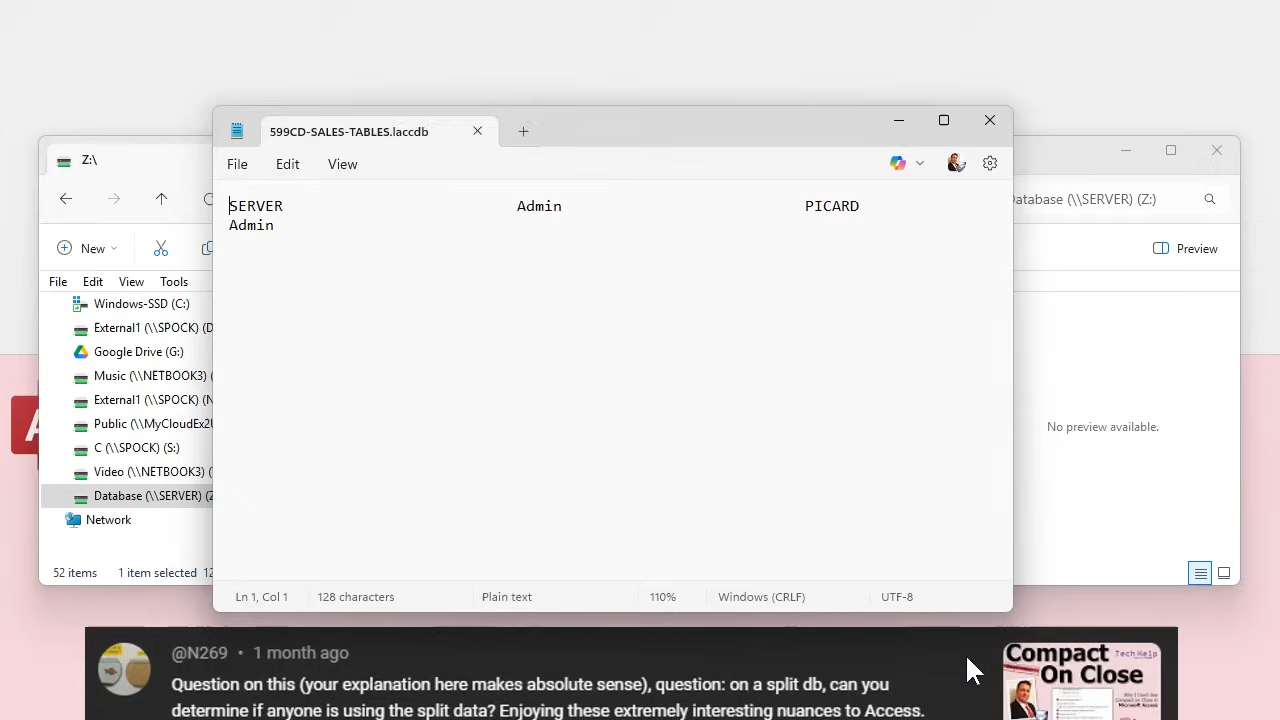 599CD-SALES-TABLES.laccdb
Z:\
File Edit View
Database (\\SERVER) (Z:)
SERVER Admin PICARD
Admin
New
Preview
File Edit View Tools
Windows-SSD (C:)
External1 (\\SPOCK) (D
Google Drive (G:)
Music (\\NETBOOK3) (
External1 (\\SPOCK) (N
Public (\\MyCloudEx2U
C (\\SPOCK) (S:)
Video (\\NETBOOK3) (
Database (\\SERVER) (Z
Network
No preview available.
52 items 1 item selected 12
Ln 1, Col 1 128 characters Plain text 110% Windows (CRLF) UTF-8
@N269 • 1 month ago
Question on this (your explanation here makes absolute sense), question: on a split db, can you
determine if anyone is using the split data? Enjoying these extremely interesting nuances to Access.
Compact
TechHelp
On Close